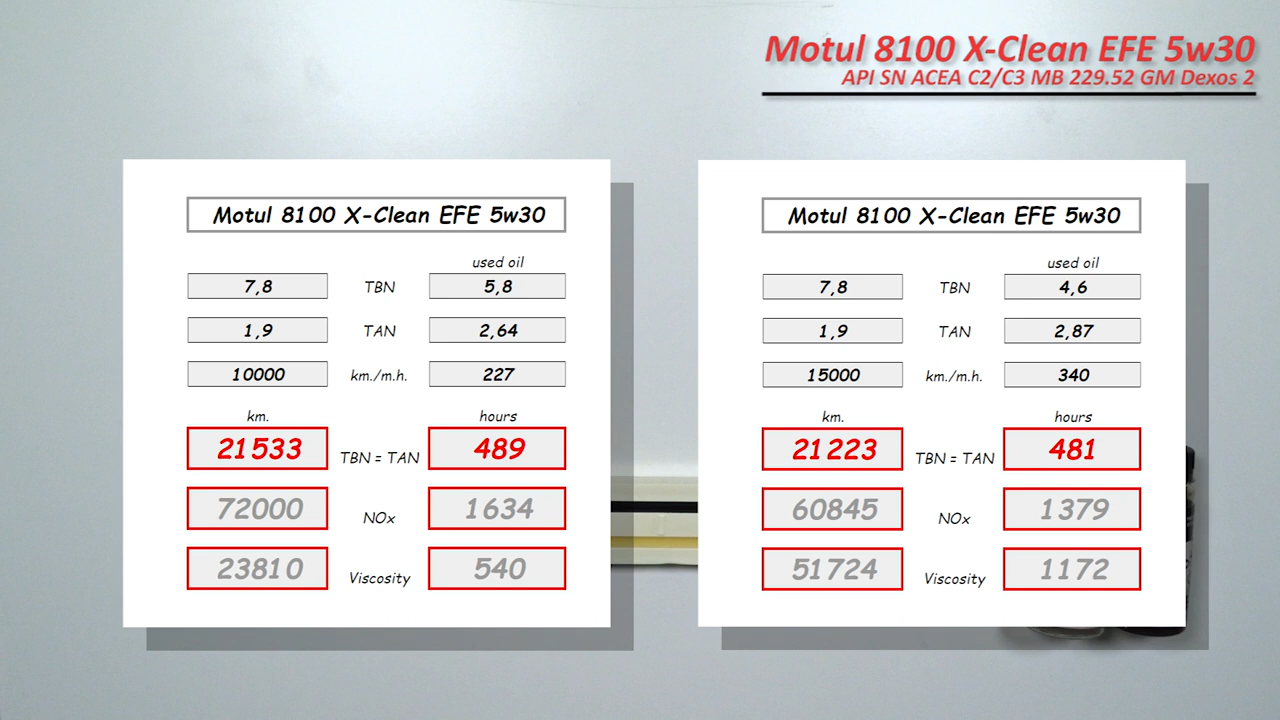 Motul 8100 X-Clean EFE 5w30
API SN ACEA C2/C3 MB 229.52 GM Dexos 2
Motul 8100 X-Clean EFE 5w30
used oil
7,8 TBN 5,8
1,9 TAN 2,64
10000 km./m.h. 227
km. hours
21533 TBN = TAN 489
72000 NOx 1634
23810 Viscosity 540
Motul 8100 X-Clean EFE 5w30
used oil
7,8 TBN 4,6
1,9 TAN 2,87
15000 km./m.h. 340
km. hours
21223 TBN = TAN 481
60845 NOx 1379
51724 Viscosity 1172